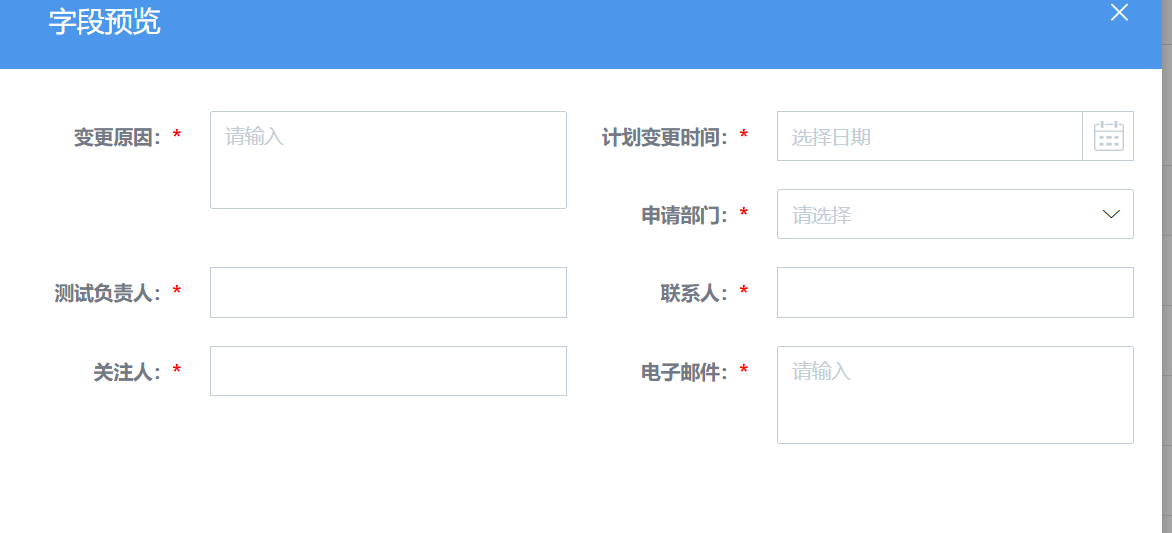 字段预览
变更原因：* 请输入
计划变更时间：* 选择日期
申请部门：* 请选择
测试负责人：*
联系人：*
关注人：*
电子邮件：* 请输入